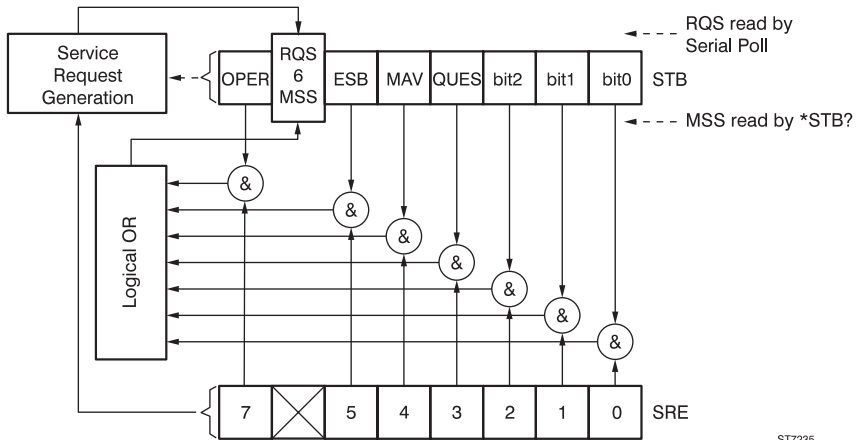 RQS read by
Serial Poll
Service
Request
Generation
OPER
RQS
6
MSS
ESB
MAV
QUES
bit2
bit1
bit0
STB
MSS read by *STB?
&
&
&
&
&
&
&
Logical OR
7
5
4
3
2
1
0
SRE
ST7235